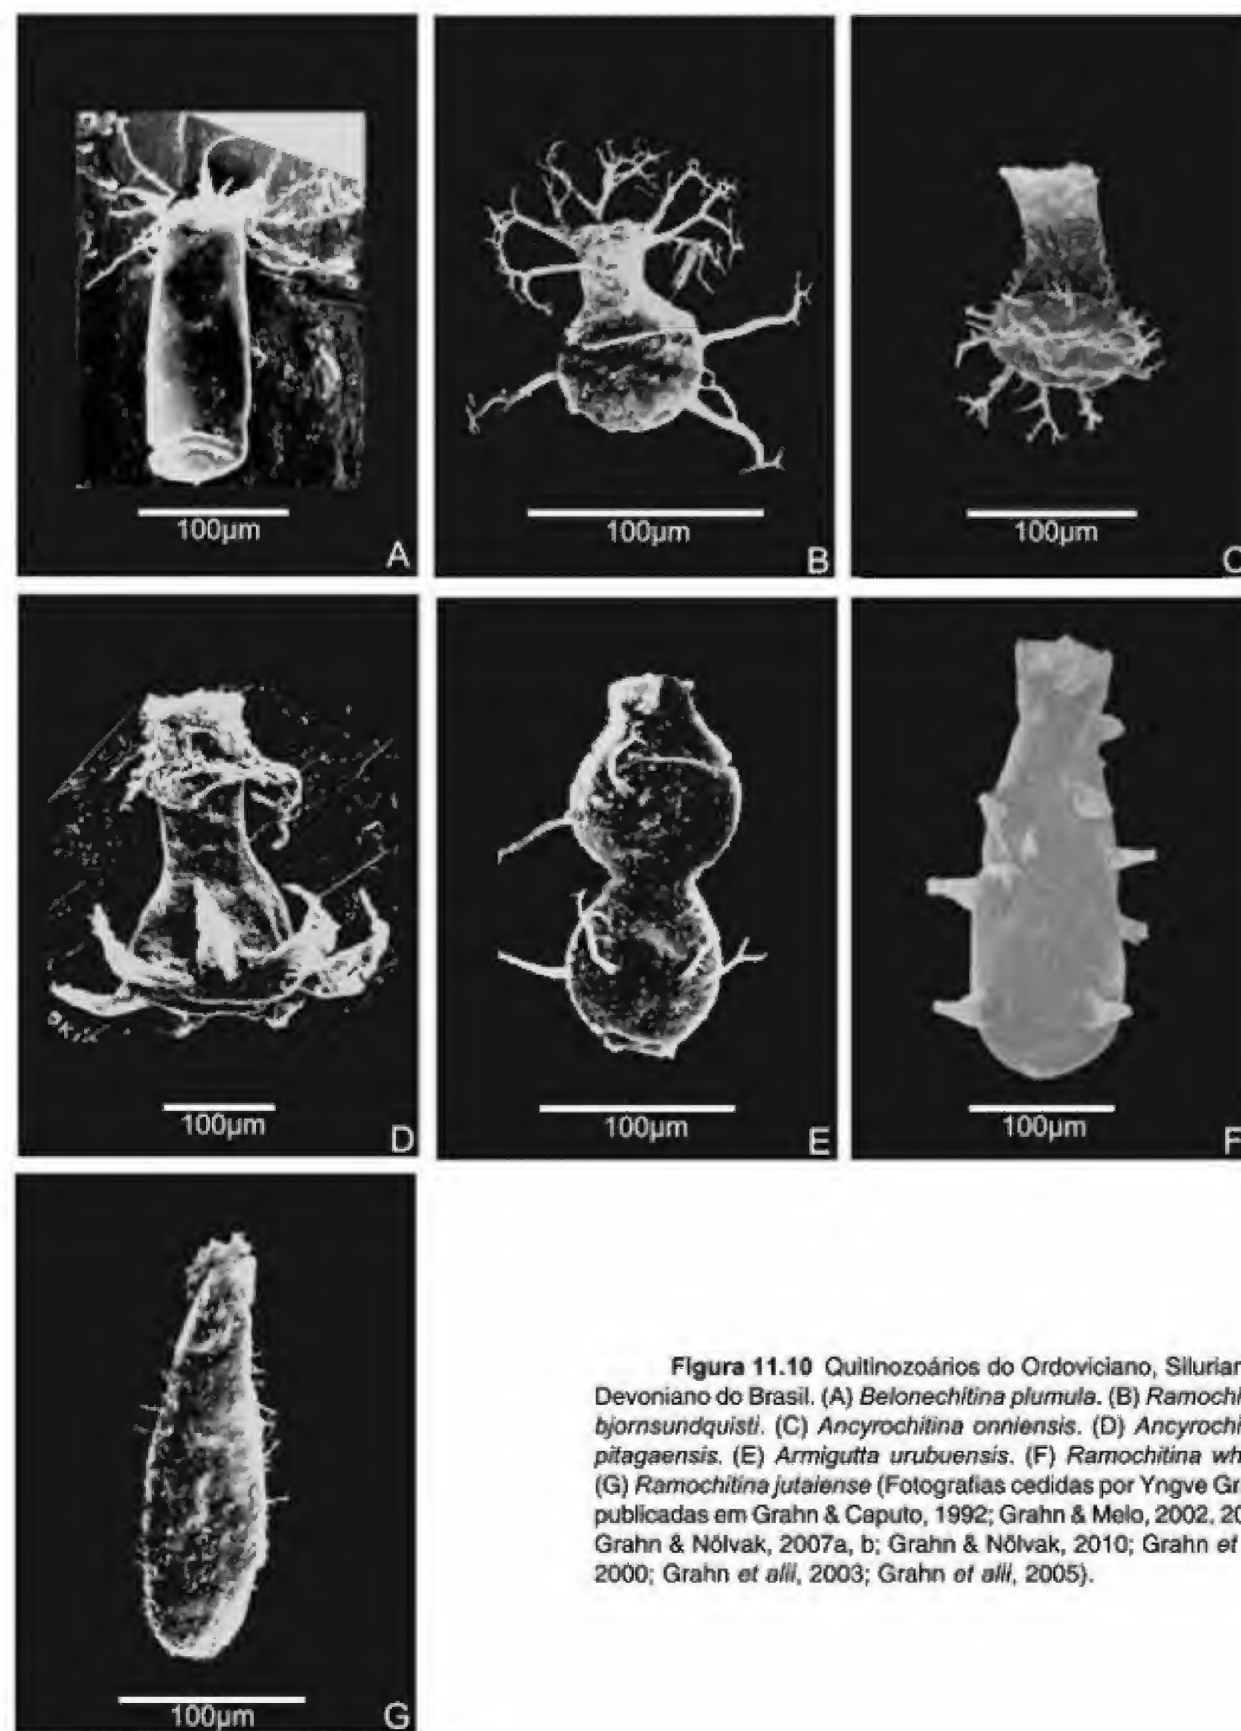 100µm
A
100µm
B
100µm
C
100µm
D
100µm
E
100µm
F
100µm
G
Figura 11.10 Quitinozoários do Ordoviciano, Silurian
Devoniano do Brasil. (A) Belonechitina plumula. (B) Ramochi
bjornsundquisti. (C) Ancyrochitina onniensis. (D) Ancyrochi
pitagaensis. (E) Armigutta urubuensis. (F) Ramochitina wh
(G) Ramochitina jutaiense (Fotografias cedidas por Yngve Gr
publicadas em Grahn & Caputo, 1992; Grahn & Melo, 2002, 20
Grahn & Nõlvak, 2007a, b; Grahn & Nõlvak, 2010; Grahn et
2000; Grahn et alii, 2003; Grahn et alii, 2005).